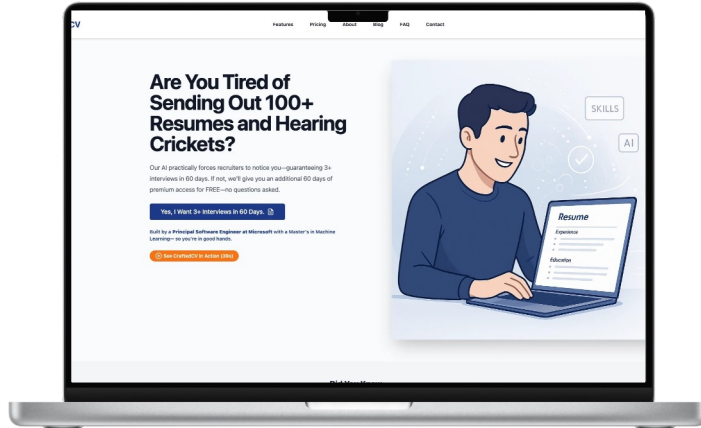 CV
Features Pricing About Blog FAQ Contact
Are You Tired of
Sending Out 100+
Resumes and Hearing
Crickets?
Our AI practically forces recruiters to notice you—guaranteeing 3+
interviews in 60 days. If not, we'll give you an additional 60 days of
premium access for FREE—no questions asked.
Yes, I Want 3+ Interviews in 60 Days.
Built by a Principal Software Engineer at Microsoft with a Master's in Machine
Learning— so you're in good hands.
See CraftedCV in Action (39s)
SKILLS
AI
Resume
Experience
Education